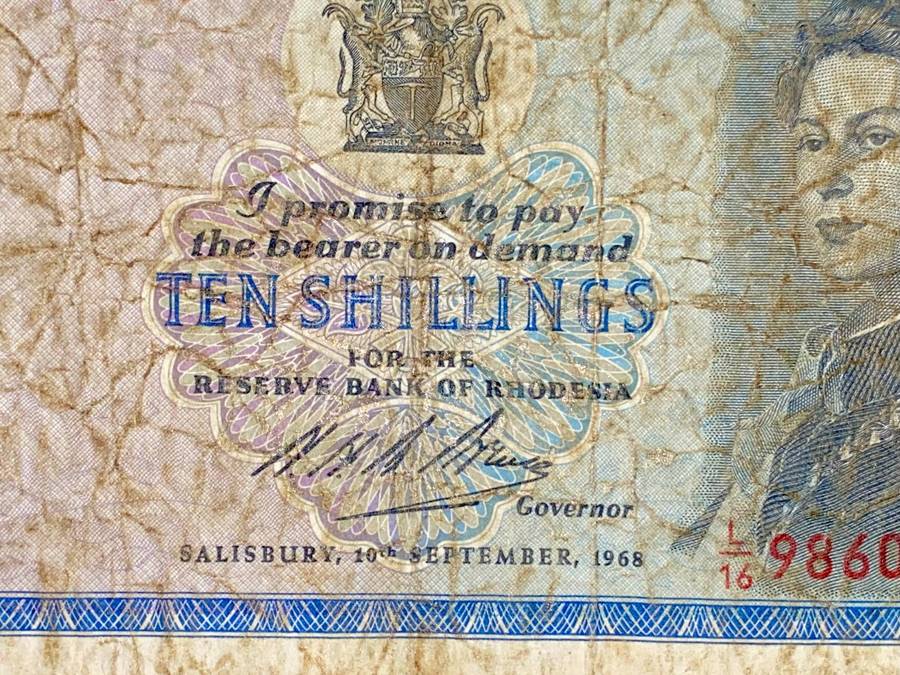 I promise to pay
the bearer on demand
TEN SHILLINGS
FOR THE
RESERVE BANK OF RHODESIA
Governor
SALISBURY, 10th SEPTEMBER, 1968
L/16 9860